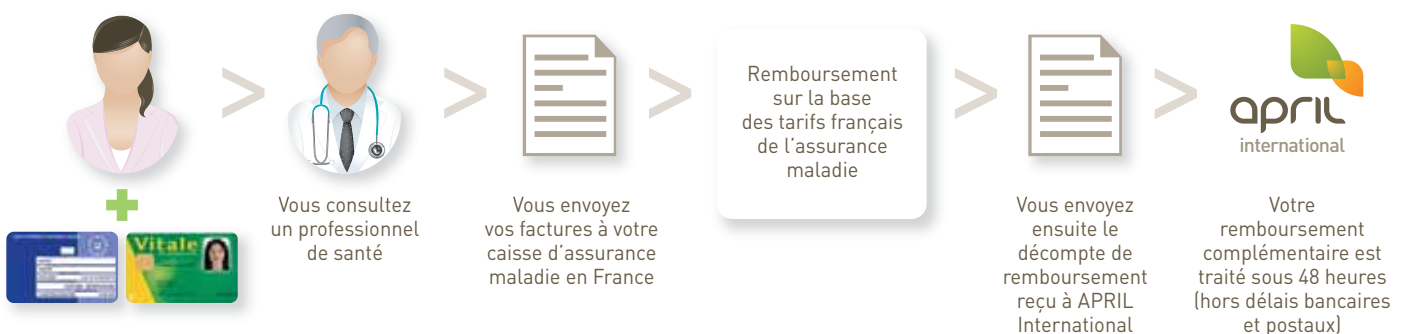 Vitale
Vous consultez
un professionnel
de santé
Vous envoyez
vos factures à votre
caisse d’assurance
maladie en France
Remboursement
sur la base
des tarifs français
de l’assurance
maladie
Vous envoyez
ensuite le
décompte de
remboursement
reçu à APRIL
International
april
international
Votre
remboursement
complémentaire est
traité sous 48 heures
(hors délais bancaires
et postaux)